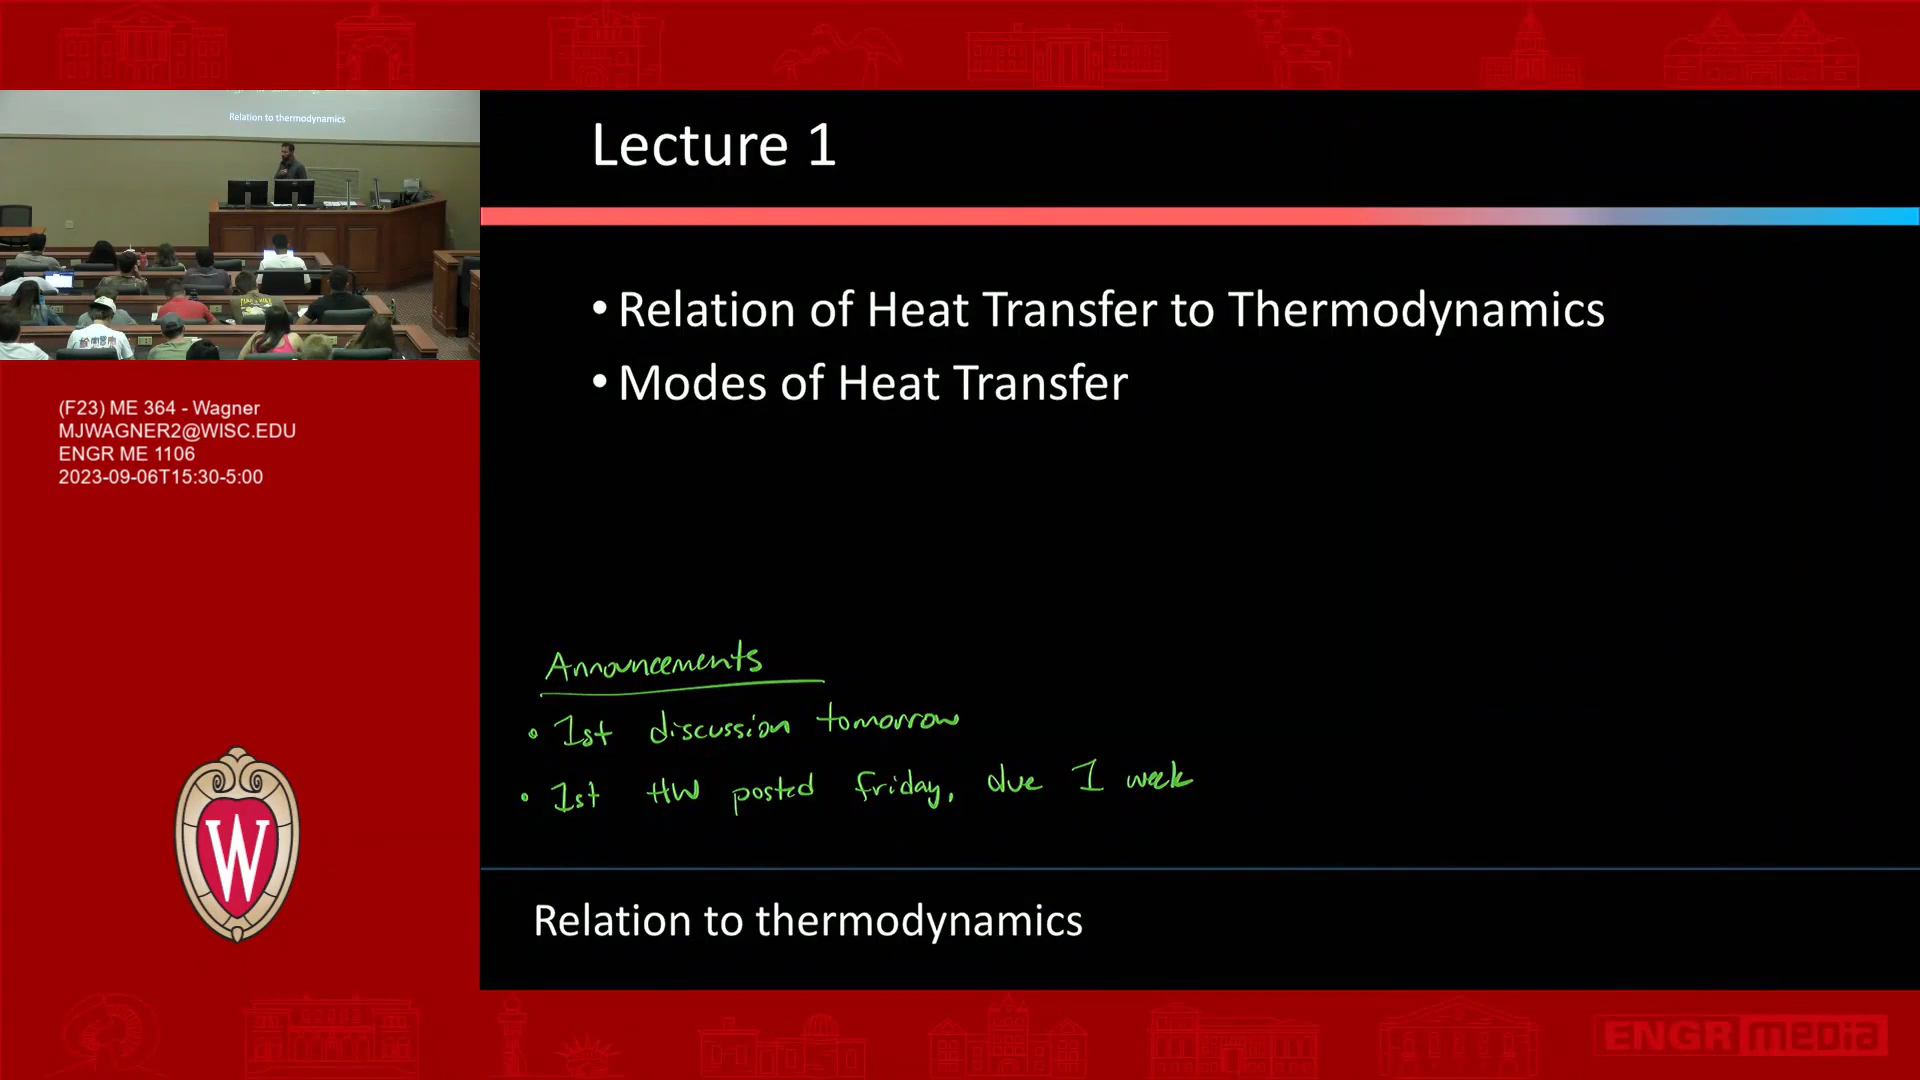 Relation to thermodynamics
(F23) ME 364 - Wagner
MJWAGNER2@WISC.EDU
ENGR ME 1106
2023-09-06T15:30-5:00
W
Lecture 1
• Relation of Heat Transfer to Thermodynamics
• Modes of Heat Transfer
Announcements
• 1st discussion tomorrow
• 1st HW posted Friday, due 1 week
Relation to thermodynamics
ENGR media